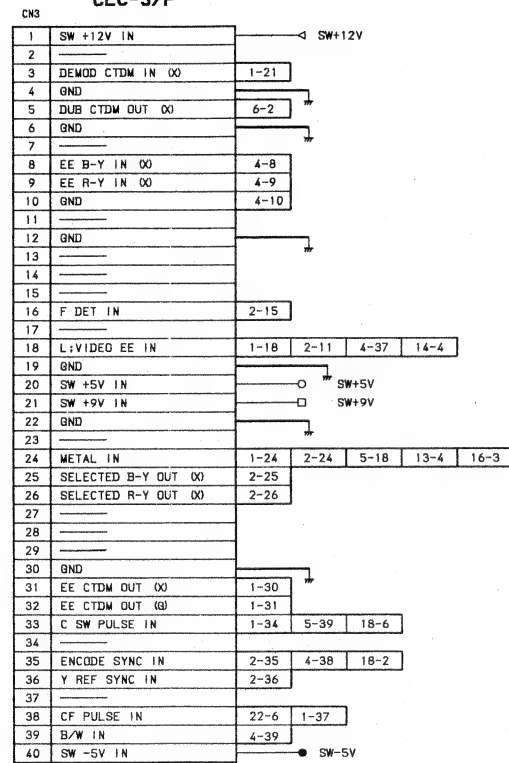 CN3
1 SW +12V IN SW+12V
2 ———
3 DEMOD CTDM IN (X) 1-21
4 GND
5 DUB CTDM OUT (X) 6-2
6 GND
7 ———
8 EE B-Y IN (X) 4-8
9 EE R-Y IN (X) 4-9
10 GND 4-10
11 ———
12 GND
13 ———
14 ———
15 ———
16 F DET IN 2-15
17 ———
18 L;VIDEO EE IN 1-18 2-11 4-37 14-4
19 GND
20 SW +5V IN SW+5V
21 SW +9V IN SW+9V
22 GND
23 ———
24 METAL IN 1-24 2-24 5-18 13-4 16-3
25 SELECTED B-Y OUT (X) 2-25
26 SELECTED R-Y OUT (X) 2-26
27 ———
28 ———
29 ———
30 GND
31 EE CTDM OUT (X) 1-30
32 EE CTDM OUT (G) 1-31
33 C SW PULSE IN 1-34 5-39 18-6
34 ———
35 ENCODE SYNC IN 2-35 4-38 18-2
36 Y REF SYNC IN 2-36
37 ———
38 CF PULSE IN 22-6 1-37
39 B/W IN 4-39
40 SW -5V IN SW-5V